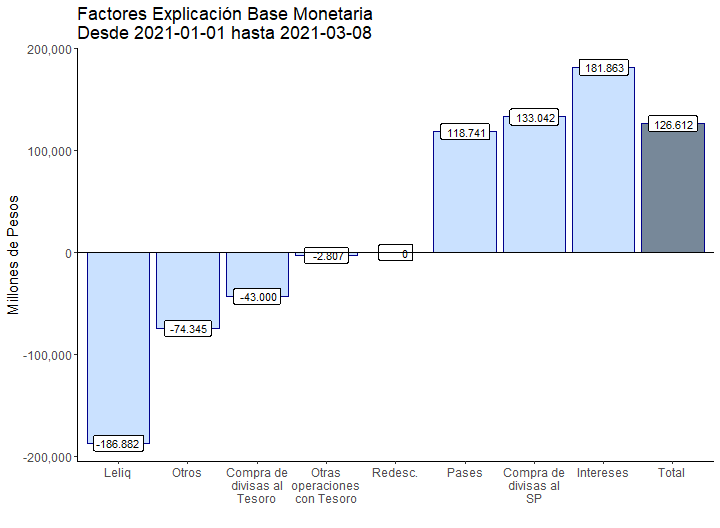 Factores Explicación Base Monetaria
Desde 2021-01-01 hasta 2021-03-08
Millones de Pesos
200,000
100,000
0
-100,000
-200,000
-186.882
-74.345
-43.000
-2.807
0
118.741
133.042
181.863
126.612
Leliq
Otros
Compra de
divisas al
Tesoro
Otras
operaciones
con Tesoro
Redesc.
Pases
Compra de
divisas al
SP
Intereses
Total